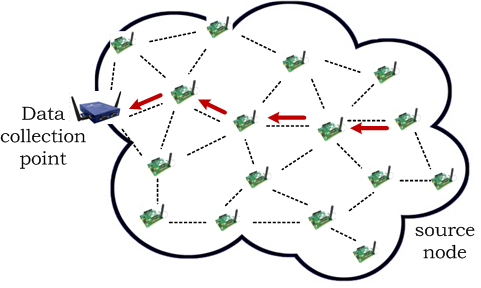 Data
collection
point
source
node